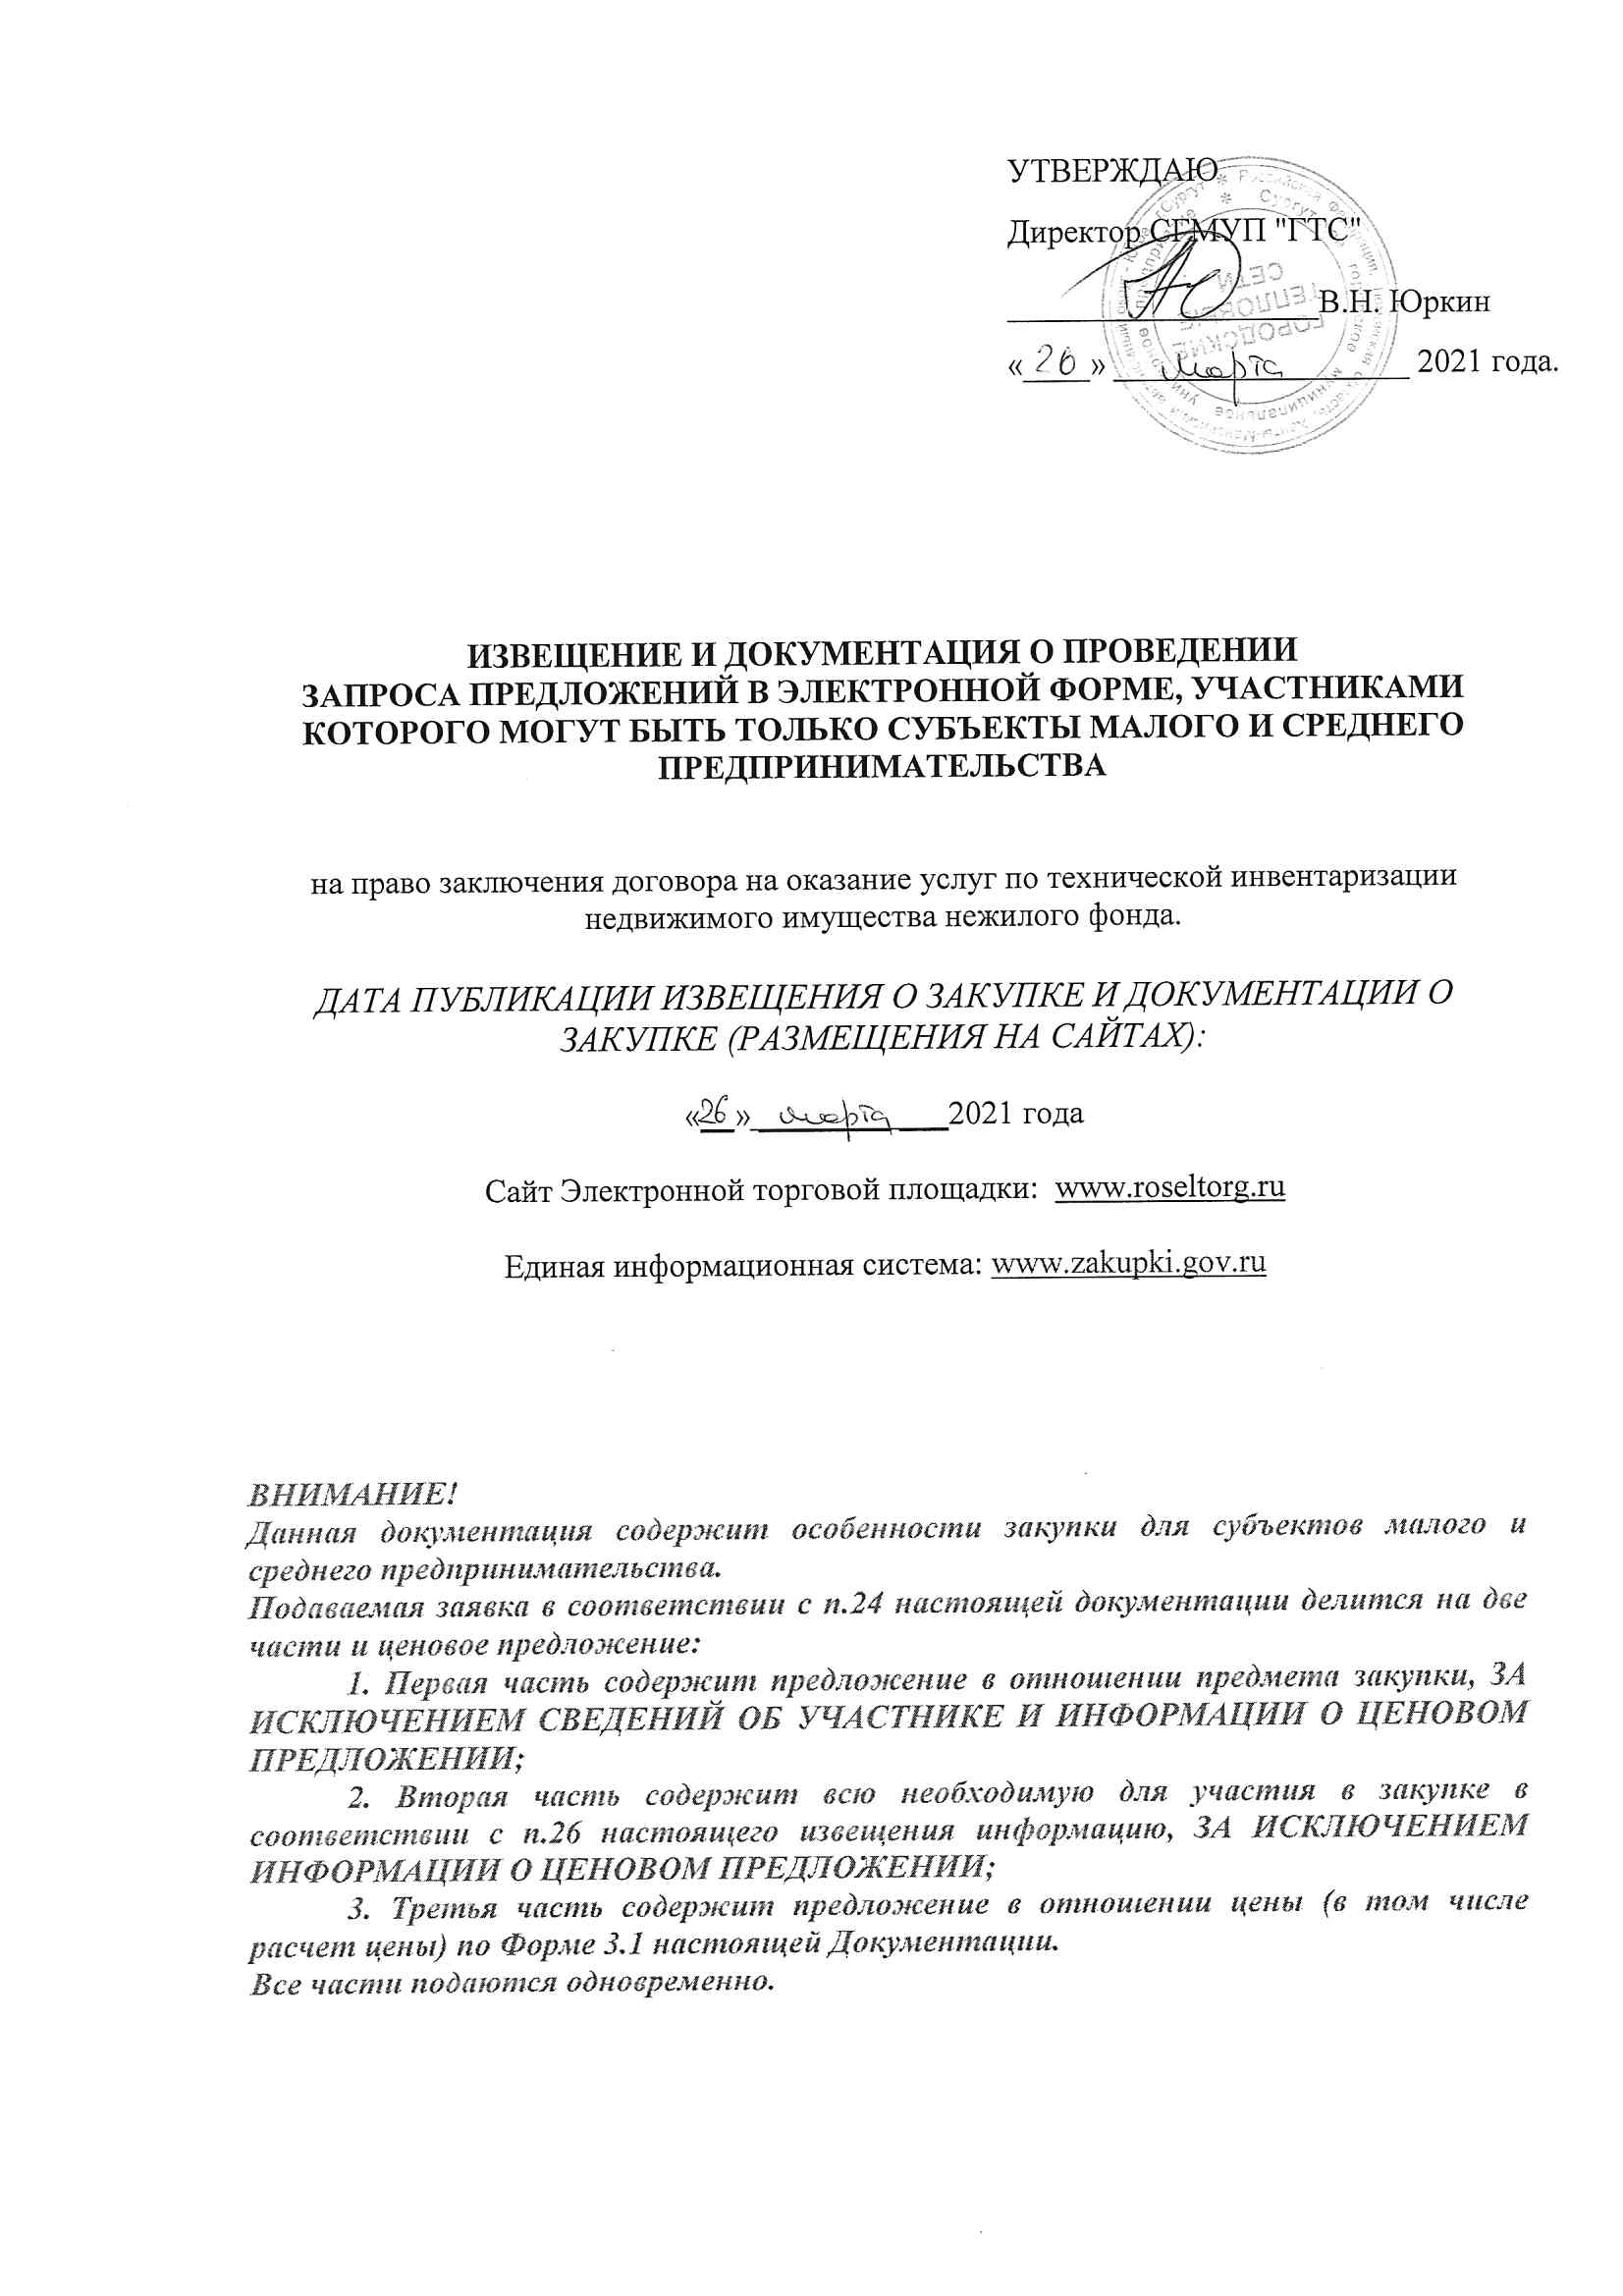 УТВЕРЖДАЮ
Директор СГМУП "ГТС"
В.Н. Юркин
«26» марта 2021 года.
ГОРОДСКИЕ
ТЕПЛОВЫЕ
СЕТИ
ИЗВЕЩЕНИЕ И ДОКУМЕНТАЦИЯ О ПРОВЕДЕНИИ
ЗАПРОСА ПРЕДЛОЖЕНИЙ В ЭЛЕКТРОННОЙ ФОРМЕ, УЧАСТНИКАМИ
КОТОРОГО МОГУТ БЫТЬ ТОЛЬКО СУБЪЕКТЫ МАЛОГО И СРЕДНЕГО
ПРЕДПРИНИМАТЕЛЬСТВА
на право заключения договора на оказание услуг по технической инвентаризации
недвижимого имущества нежилого фонда.
ДАТА ПУБЛИКАЦИИ ИЗВЕЩЕНИЯ О ЗАКУПКЕ И ДОКУМЕНТАЦИИ О
ЗАКУПКЕ (РАЗМЕЩЕНИЯ НА САЙТАХ):
«26» марта 2021 года
Сайт Электронной торговой площадки: www.roseltorg.ru
Единая информационная система: www.zakupki.gov.ru
ВНИМАНИЕ!
Данная документация содержит особенности закупки для субъектов малого и
среднего предпринимательства.
Подаваемая заявка в соответствии с п.24 настоящей документации делится на две
части и ценовое предложение:
1. Первая часть содержит предложение в отношении предмета закупки, ЗА
ИСКЛЮЧЕНИЕМ СВЕДЕНИЙ ОБ УЧАСТНИКЕ И ИНФОРМАЦИИ О ЦЕНОВОМ
ПРЕДЛОЖЕНИИ;
2. Вторая часть содержит всю необходимую для участия в закупке в
соответствии с п.26 настоящего извещения информацию, ЗА ИСКЛЮЧЕНИЕМ
ИНФОРМАЦИИ О ЦЕНОВОМ ПРЕДЛОЖЕНИИ;
3. Третья часть содержит предложение в отношении цены (в том числе
расчет цены) по Форме 3.1 настоящей Документации.
Все части подаются одновременно.